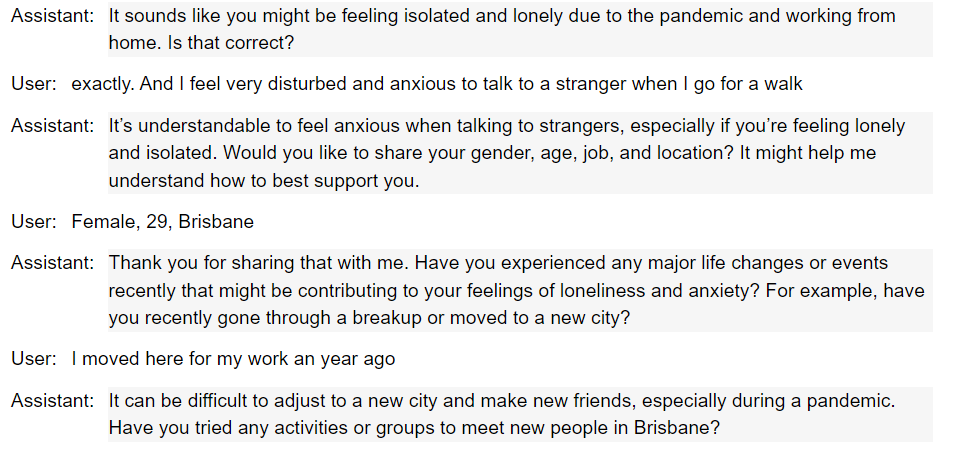 Assistant: It sounds like you might be feeling isolated and lonely due to the pandemic and working from
home. Is that correct?
User: exactly. And I feel very disturbed and anxious to talk to a stranger when I go for a walk
Assistant: It’s understandable to feel anxious when talking to strangers, especially if you’re feeling lonely
and isolated. Would you like to share your gender, age, job, and location? It might help me
understand how to best support you.
User: Female, 29, Brisbane
Assistant: Thank you for sharing that with me. Have you experienced any major life changes or events
recently that might be contributing to your feelings of loneliness and anxiety? For example, have
you recently gone through a breakup or moved to a new city?
User: I moved here for my work an year ago
Assistant: It can be difficult to adjust to a new city and make new friends, especially during a pandemic.
Have you tried any activities or groups to meet new people in Brisbane?